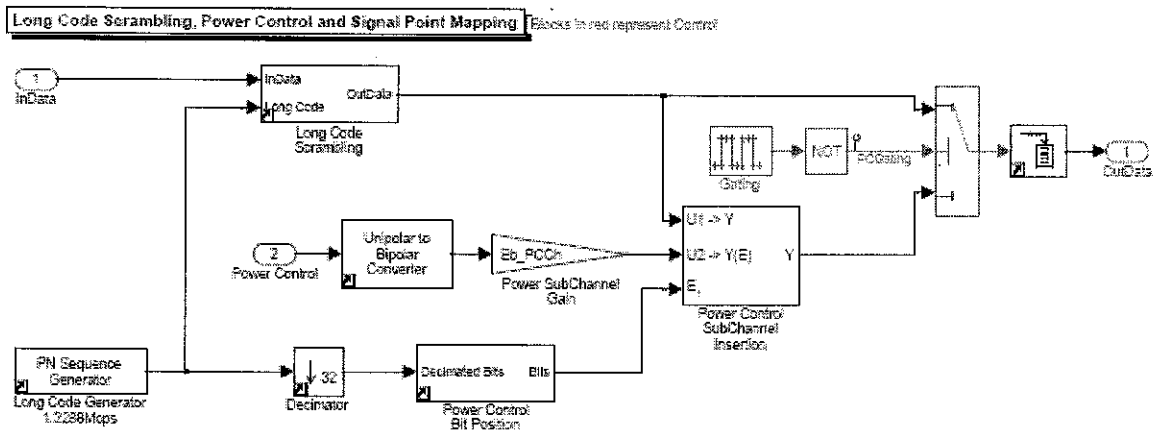 Long Code Scrambling, Power Control and Signal Point Mapping
Blocks in red represent Control
1
InData
InData
Long Code
OutData
Long Code
Scrambling
Gating
NOT
PCGating
1
OutData
2
Power Control
Unipolar to
Bipolar
Converter
Eb_PCCh
Power SubChannel
Gain
U1 -> Y
U2 -> Y(E)
E
Y
Power Control
SubChannel
Insertion
PN Sequence
Generator
Long Code Generator
1.2288Mcps
32
Decimator
Decimated Bits
Bits
Power Control
Bit Position